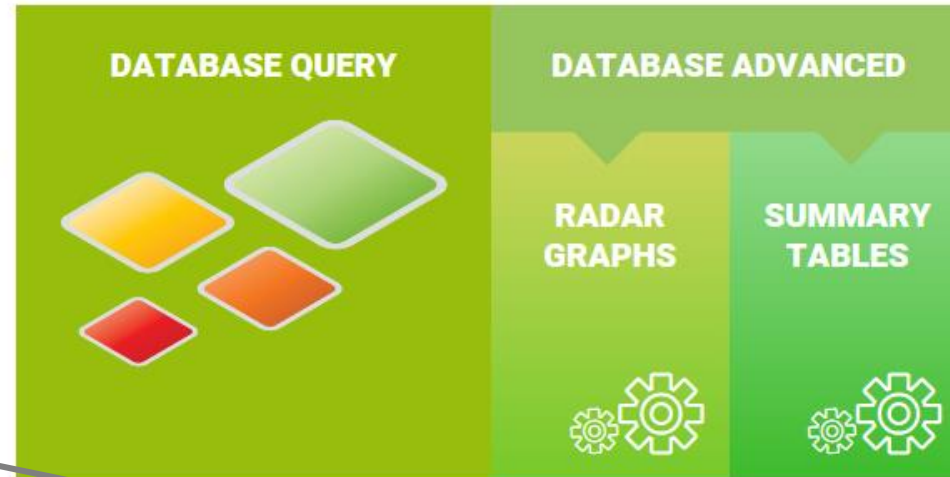 DATABASE QUERY
DATABASE ADVANCED
RADAR
GRAPHS
SUMMARY
TABLES